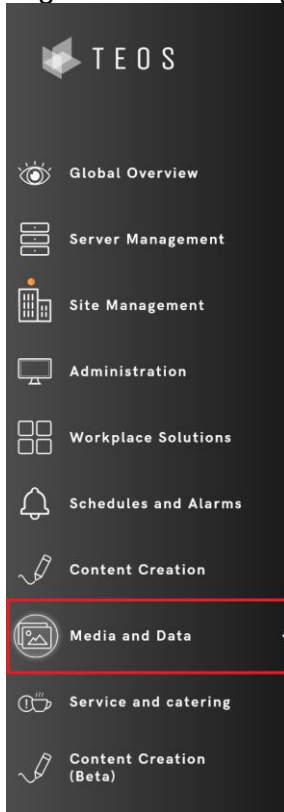 TEOS
Global Overview
Server Management
Site Management
Administration
Workplace Solutions
Schedules and Alarms
Content Creation
Media and Data
Service and catering
Content Creation
(Beta)